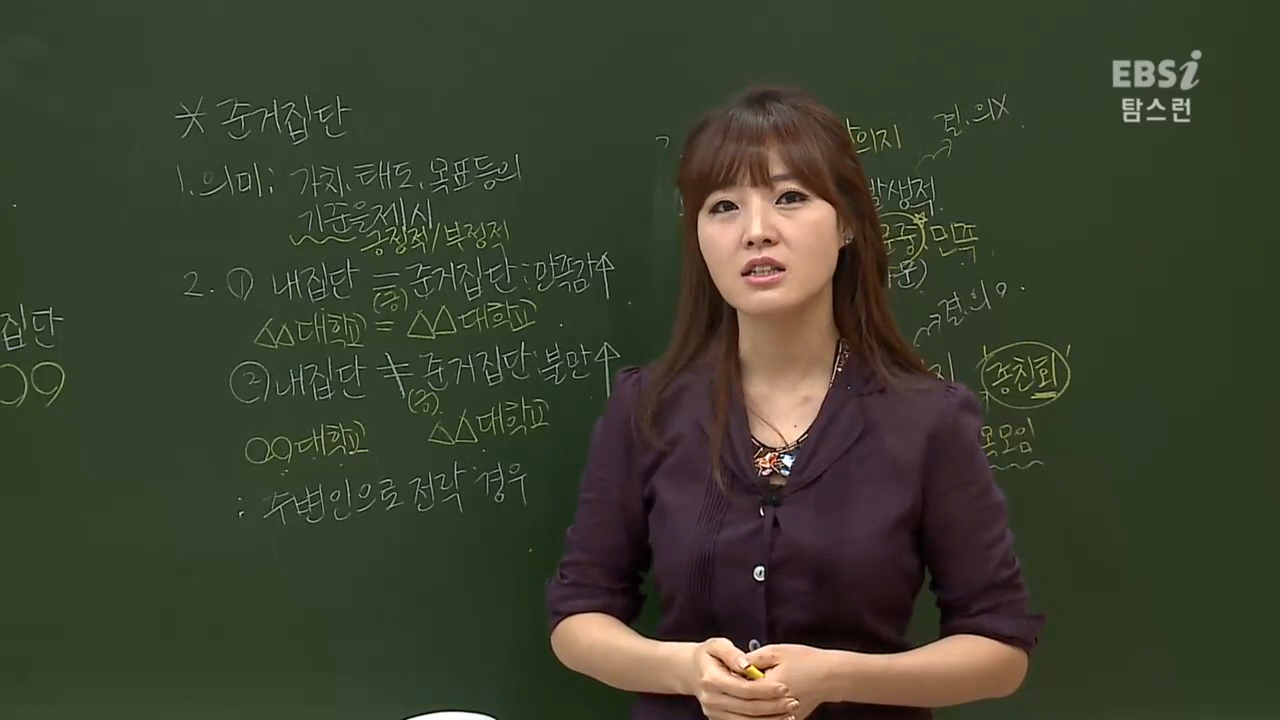 EBSi
탐스런
* 준거집단
1. 의미: 가치, 태도, 목표등의
기준을제시
긍정적/부정적
2. ① 내집단 = 준거집단:만족감↑
△△대학교 = △△대학교
② 내집단 ≠ 준거집단:불만↑
○○대학교 △△대학교
: 주변인으로 전락 경우
집단
의지
결.의X
발생적
문중 민족
결.의O.
종친회